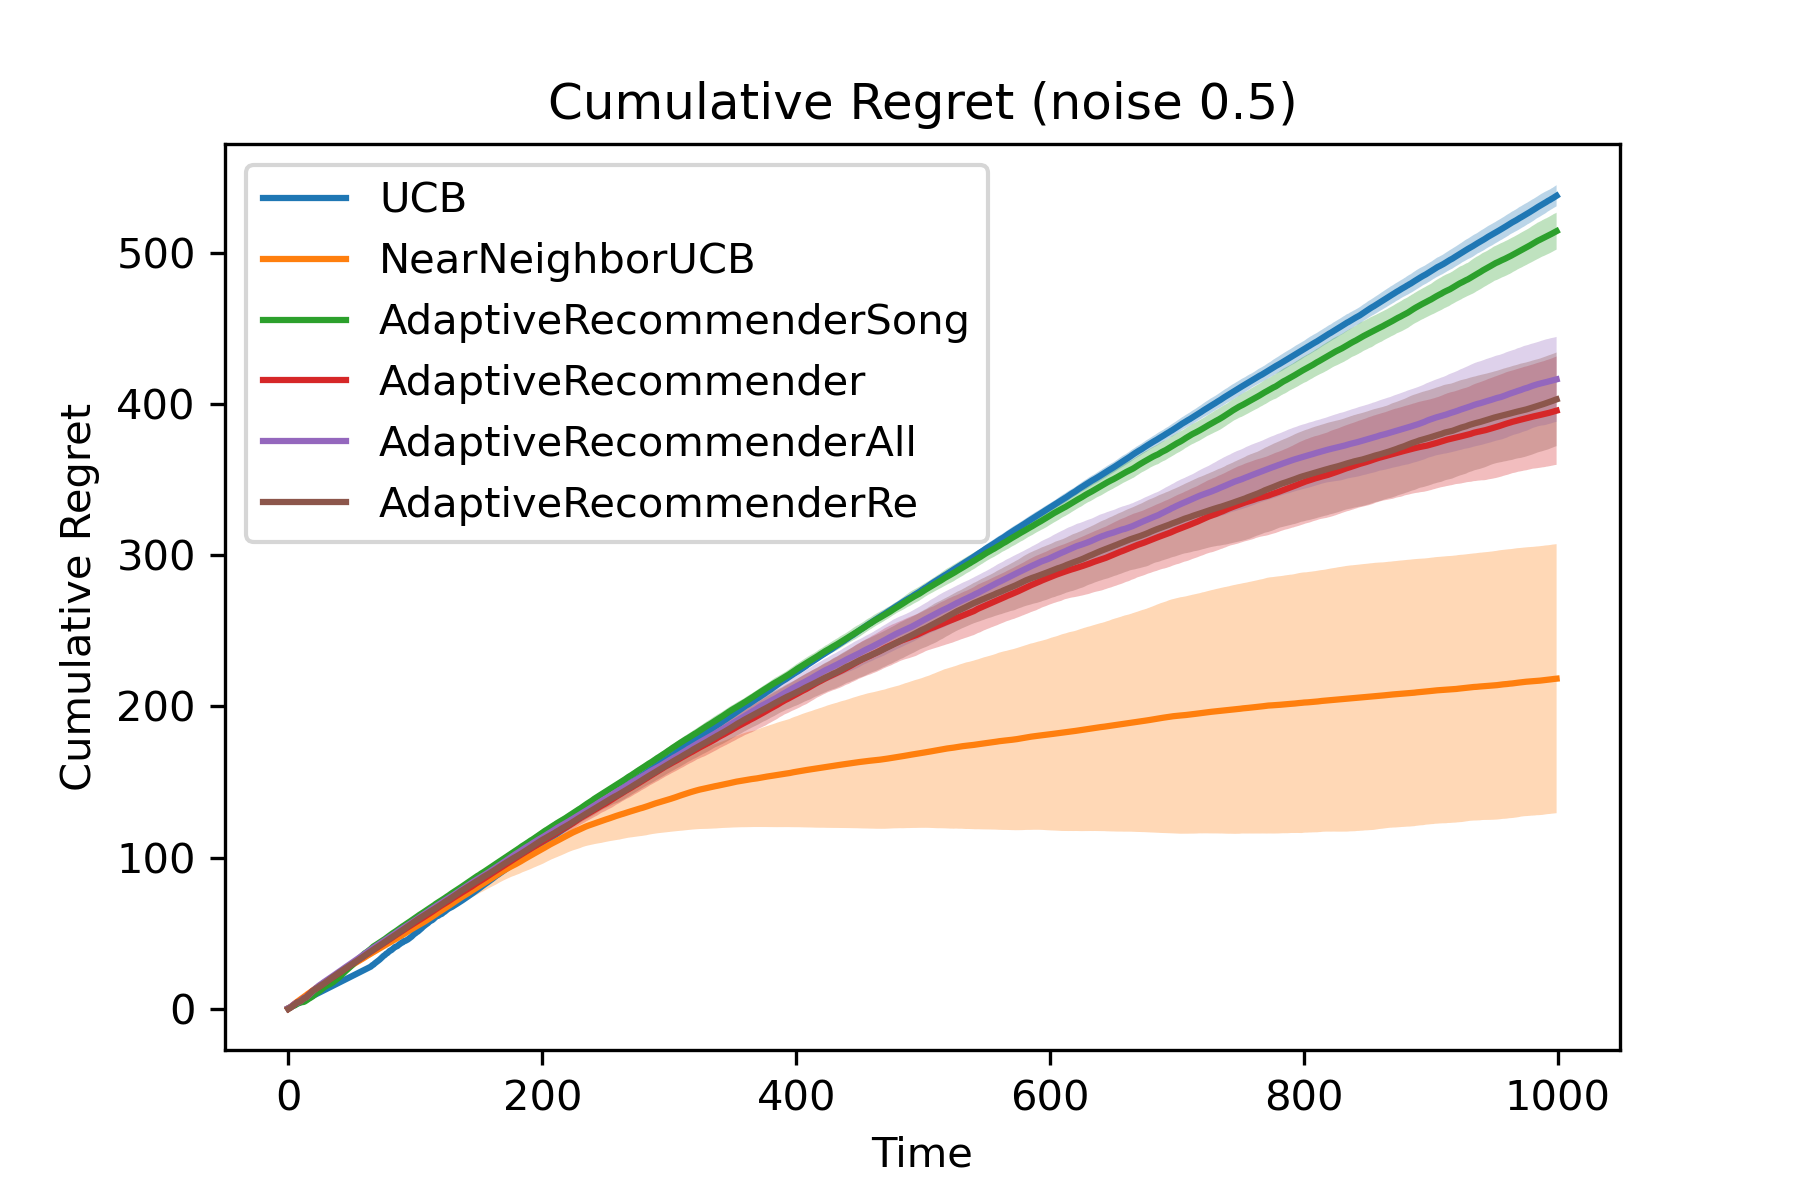 Cumulative Regret (noise 0.5)
UCB
NearNeighborUCB
AdaptiveRecommenderSong
AdaptiveRecommender
AdaptiveRecommenderAll
AdaptiveRecommenderRe
Cumulative Regret
500
400
300
200
100
0
0 200 400 600 800 1000
Time